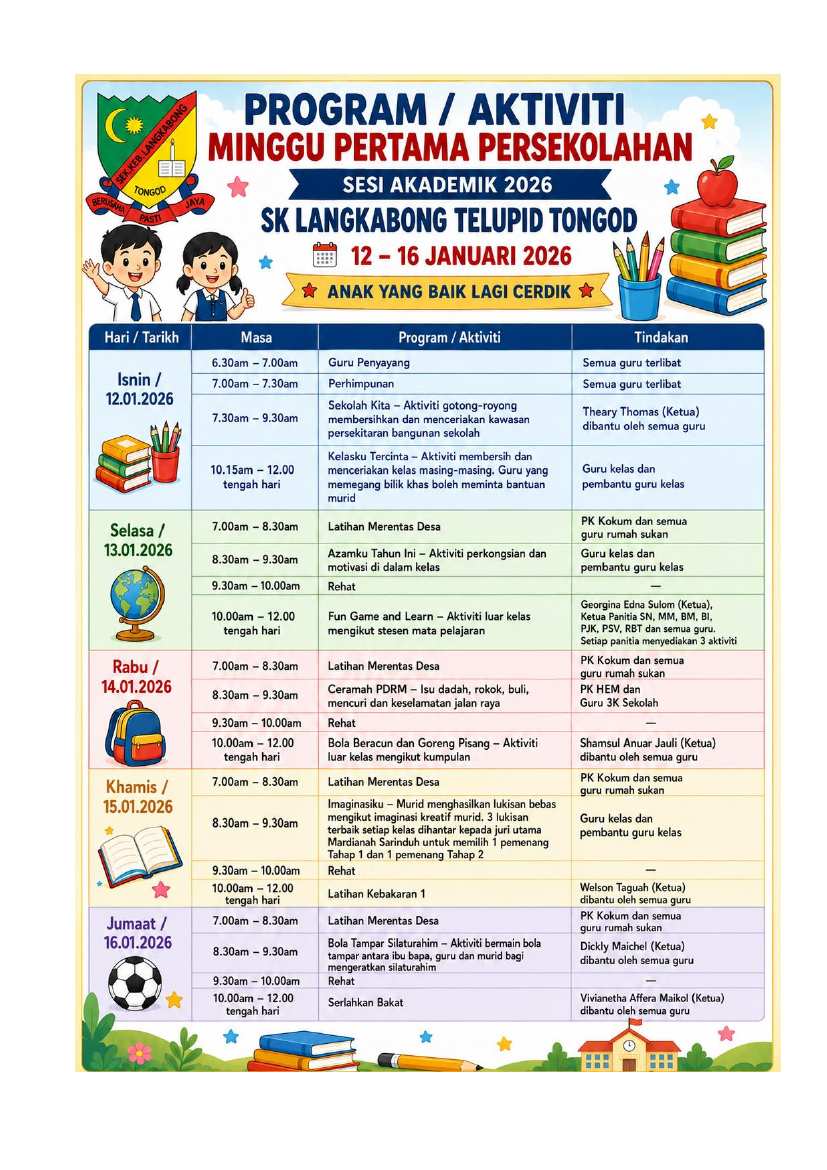 SEK.KEB.LANGKABONG
TONGOD
BERUSAHA PASTI JAYA
PROGRAM / AKTIVITI
MINGGU PERTAMA PERSEKOLAHAN
SESI AKADEMIK 2026
SK LANGKABONG TELUPID TONGOD
12 – 16 JANUARI 2026
ANAK YANG BAIK LAGI CERDIK
Hari / Tarikh Masa Program / Aktiviti Tindakan
Isnin /
12.01.2026
6.30am – 7.00am Guru Penyayang Semua guru terlibat
7.00am – 7.30am Perhimpunan Semua guru terlibat
7.30am – 9.30am
Sekolah Kita – Aktiviti gotong-royong
membersihkan dan menceriakan kawasan
persekitaran bangunan sekolah
Theary Thomas (Ketua)
dibantu oleh semua guru
10.15am – 12.00
tengah hari
Kelasku Tercinta – Aktiviti membersih dan
menceriakan kelas masing-masing. Guru yang
memegang bilik khas boleh meminta bantuan
murid
Guru kelas dan
pembantu guru kelas
Selasa /
13.01.2026
7.00am – 8.30am Latihan Merentas Desa
PK Kokum dan semua
guru rumah sukan
8.30am – 9.30am
Azamku Tahun Ini – Aktiviti perkongsian dan
motivasi di dalam kelas
Guru kelas dan
pembantu guru kelas
9.30am – 10.00am Rehat —
10.00am – 12.00
tengah hari
Fun Game and Learn – Aktiviti luar kelas
mengikut stesen mata pelajaran
Georgina Edna Sulom (Ketua),
Ketua Panitia SN, MM, BM, BI,
PJK, PSV, RBT dan semua guru.
Setiap panitia menyediakan 3 aktiviti
Rabu /
14.01.2026
7.00am – 8.30am Latihan Merentas Desa
PK Kokum dan semua
guru rumah sukan
8.30am – 9.30am
Ceramah PDRM – Isu dadah, rokok, buli,
mencuri dan keselamatan jalan raya
PK HEM dan
Guru 3K Sekolah
9.30am – 10.00am Rehat —
10.00am – 12.00
tengah hari
Bola Beracun dan Goreng Pisang – Aktiviti
luar kelas mengikut kumpulan
Shamsul Anuar Jauli (Ketua)
dibantu oleh semua guru
Khamis /
15.01.2026
7.00am – 8.30am Latihan Merentas Desa
PK Kokum dan semua
guru rumah sukan
8.30am – 9.30am
Imaginasiku – Murid menghasilkan lukisan bebas
mengikut imaginasi kreatif murid. 3 lukisan
terbaik setiap kelas dihantar kepada juri utama
Mardianah Sarinduh untuk memilih 1 pemenang
Tahap 1 dan 1 pemenang Tahap 2
Guru kelas dan
pembantu guru kelas
9.30am – 10.00am Rehat —
10.00am – 12.00
tengah hari
Latihan Kebakaran 1
Welson Taguah (Ketua)
dibantu oleh semua guru
Jumaat /
16.01.2026
7.00am – 8.30am Latihan Merentas Desa
PK Kokum dan semua
guru rumah sukan
8.30am – 9.30am
Bola Tampar Silaturahim – Aktiviti bermain bola
tampar antara ibu bapa, guru dan murid bagi
mengeratkan silaturahim
Dickly Maichel (Ketua)
dibantu oleh semua guru
9.30am – 10.00am Rehat —
10.00am – 12.00
tengah hari
Serlahkan Bakat
Vivianetha Affera Maikol (Ketua)
dibantu oleh semua guru